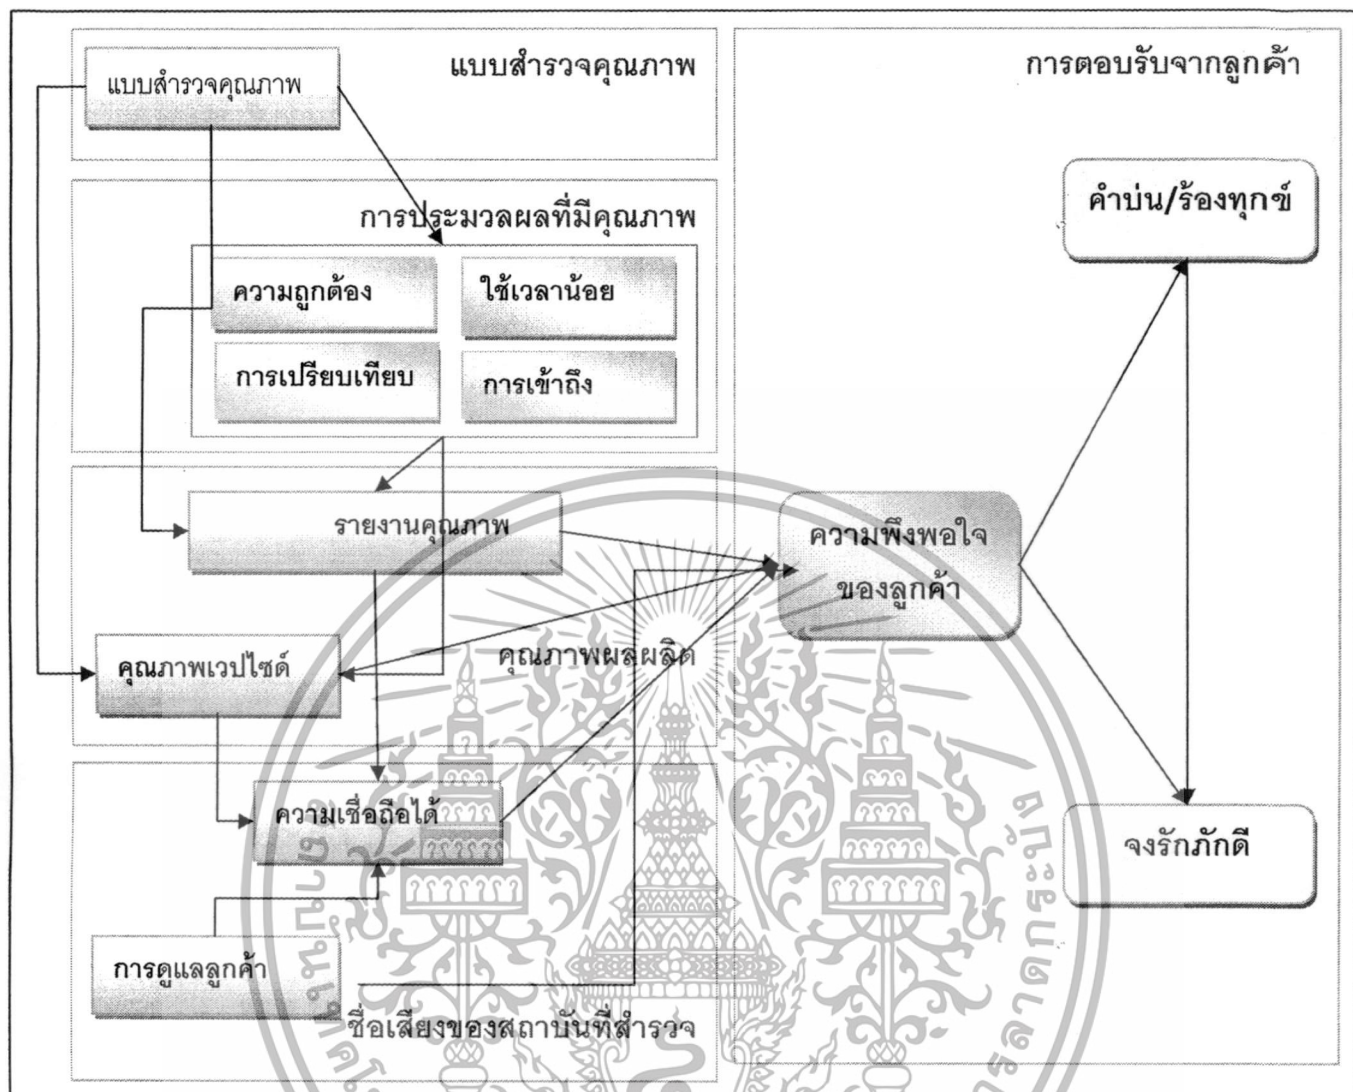 แบบสำรวจคุณภาพ
แบบสำรวจคุณภาพ
การประมวลผลที่มีคุณภาพ
ความถูกต้อง
ใช้เวลาน้อย
การเปรียบเทียบ
การเข้าถึง
รายงานคุณภาพ
คุณภาพเวปไซด์
คุณภาพผลผลิต
ความเชื่อถือได้
การดูแลลูกค้า
ชื่อเสียงของสถาบันที่สำรวจ
การตอบรับจากลูกค้า
คำบ่น/ร้องทุกข์
ความพึงพอใจ
ของลูกค้า
จงรักภักดี